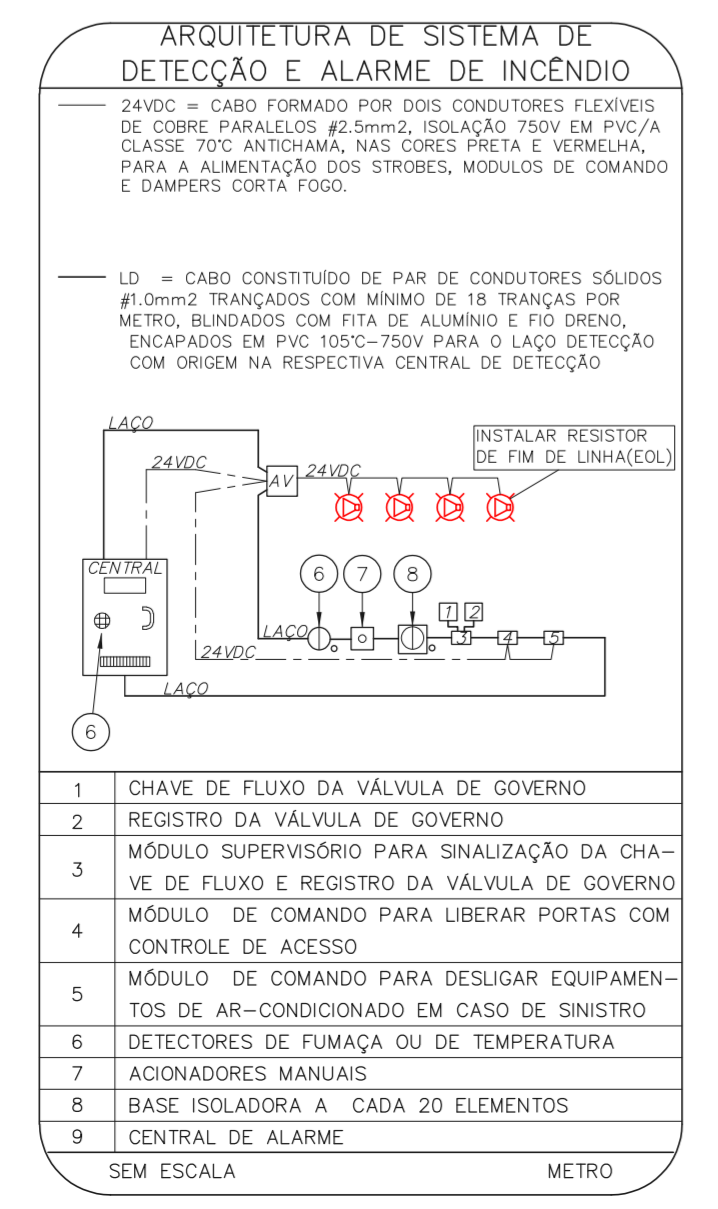 ARQUITETURA DE SISTEMA DE
DETECÇÃO E ALARME DE INCÊNDIO
24VDC = CABO FORMADO POR DOIS CONDUTORES FLEXÍVEIS
DE COBRE PARALELOS #2.5mm2, ISOLAÇÃO 750V EM PVC/A
CLASSE 70°C ANTICHAMA, NAS CORES PRETA E VERMELHA,
PARA A ALIMENTAÇÃO DOS STROBES, MODULOS DE COMANDO
E DAMPERS CORTA FOGO.
LD = CABO CONSTITUÍDO DE PAR DE CONDUTORES SÓLIDOS
#1.0mm2 TRANÇADOS COM MÍNIMO DE 18 TRANÇAS POR
METRO, BLINDADOS COM FITA DE ALUMÍNIO E FIO DRENO,
ENCAPADOS EM PVC 105°C-750V PARA O LAÇO DETECÇÃO
COM ORIGEM NA RESPECTIVA CENTRAL DE DETECÇÃO
LAÇO
INSTALAR RESISTOR
DE FIM DE LINHA(EOL)
24VDC
AV
24VDC
CENTRAL
6
7
8
1
2
LAÇO
3
4
5
24VDC
LAÇO
6
1 CHAVE DE FLUXO DA VÁLVULA DE GOVERNO
2 REGISTRO DA VÁLVULA DE GOVERNO
3 MÓDULO SUPERVISÓRIO PARA SINALIZAÇÃO DA CHA-
VE DE FLUXO E REGISTRO DA VÁLVULA DE GOVERNO
4 MÓDULO DE COMANDO PARA LIBERAR PORTAS COM
CONTROLE DE ACESSO
5 MÓDULO DE COMANDO PARA DESLIGAR EQUIPAMEN-
TOS DE AR-CONDICIONADO EM CASO DE SINISTRO
6 DETECTORES DE FUMAÇA OU DE TEMPERATURA
7 ACIONADORES MANUAIS
8 BASE ISOLADORA A CADA 20 ELEMENTOS
9 CENTRAL DE ALARME
SEM ESCALA METRO